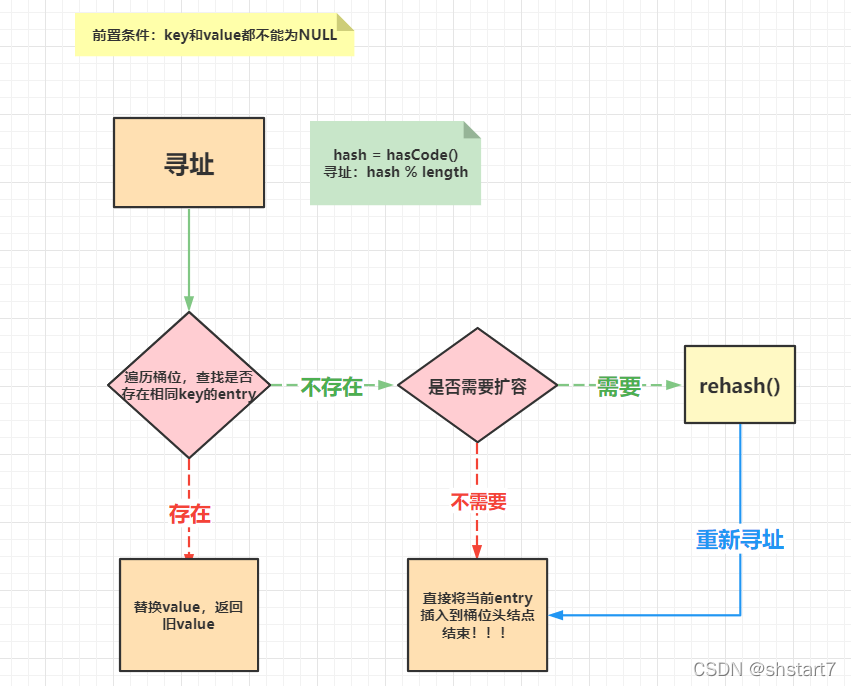 前置条件：key和value都不能为NULL
寻址
hash = hasCode()
寻址：hash % length
遍历桶位，查找是否
存在相同key的entry
不存在
是否需要扩容
需要
rehash()
存在
不需要
重新寻址
替换value，返回
旧value
直接将当前entry
插入到桶位头结点
结束！！！
CSDN @shstart7